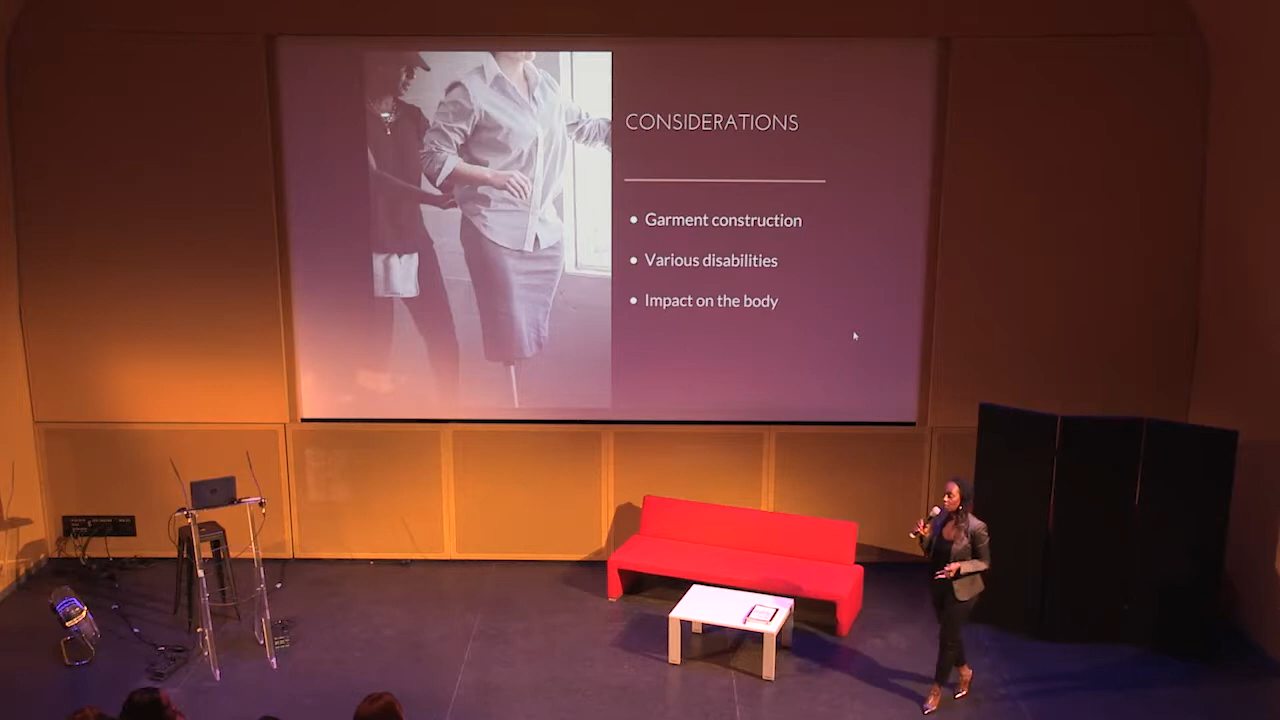 CONSIDERATIONS
• Garment construction
• Various disabilities
• Impact on the body